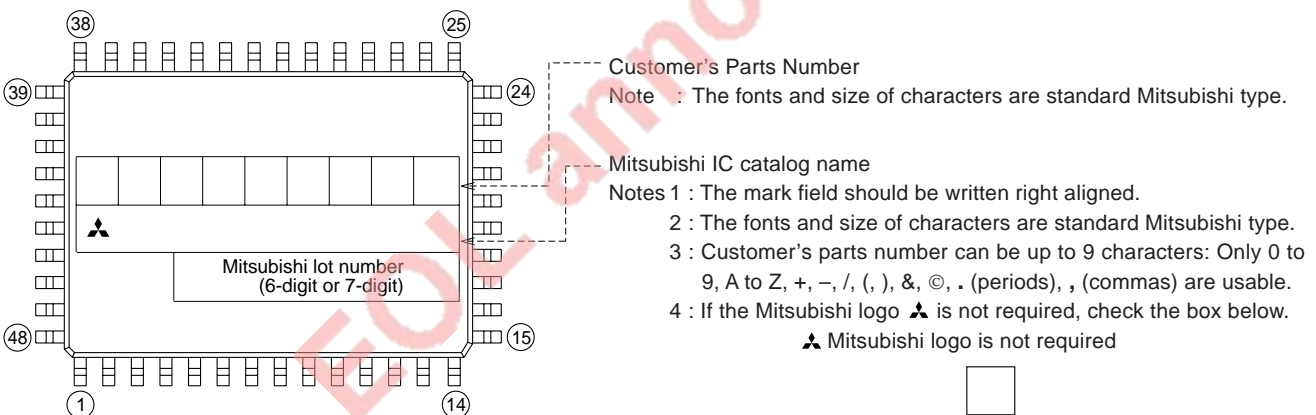 38
25
39
24
48
15
1
14
Mitsubishi lot number
(6-digit or 7-digit)
Customer's Parts Number
Note : The fonts and size of characters are standard Mitsubishi type.
Mitsubishi IC catalog name
Notes 1 : The mark field should be written right aligned.
2 : The fonts and size of characters are standard Mitsubishi type.
3 : Customer's parts number can be up to 9 characters: Only 0 to
9, A to Z, +, –, /, (, ), &, ©, . (periods), , (commas) are usable.
4 : If the Mitsubishi logo is not required, check the box below.
Mitsubishi logo is not required
EOL